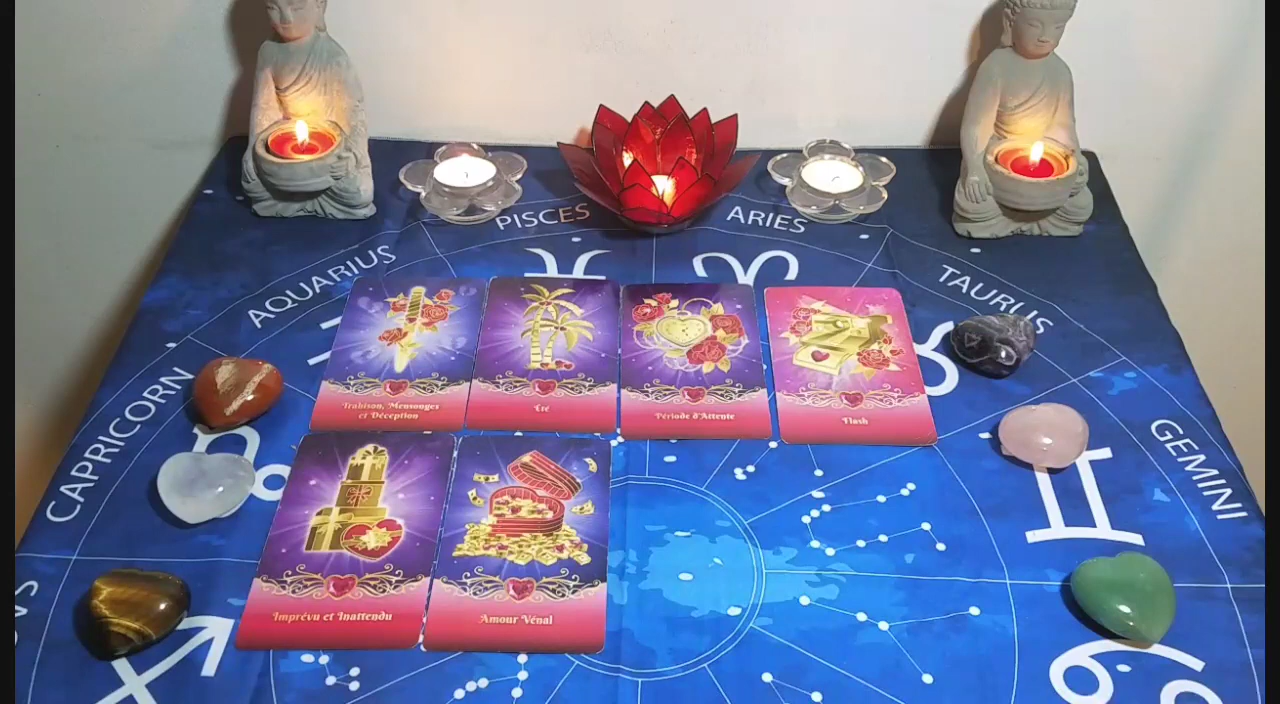 PISCES
ARIES
AQUARIUS
TAURUS
CAPRICORN
GEMINI
Trahison, Mensonges
et Déception
Été
Période d'Attente
Flash
Imprévu et Inattendu
Amour Vénal